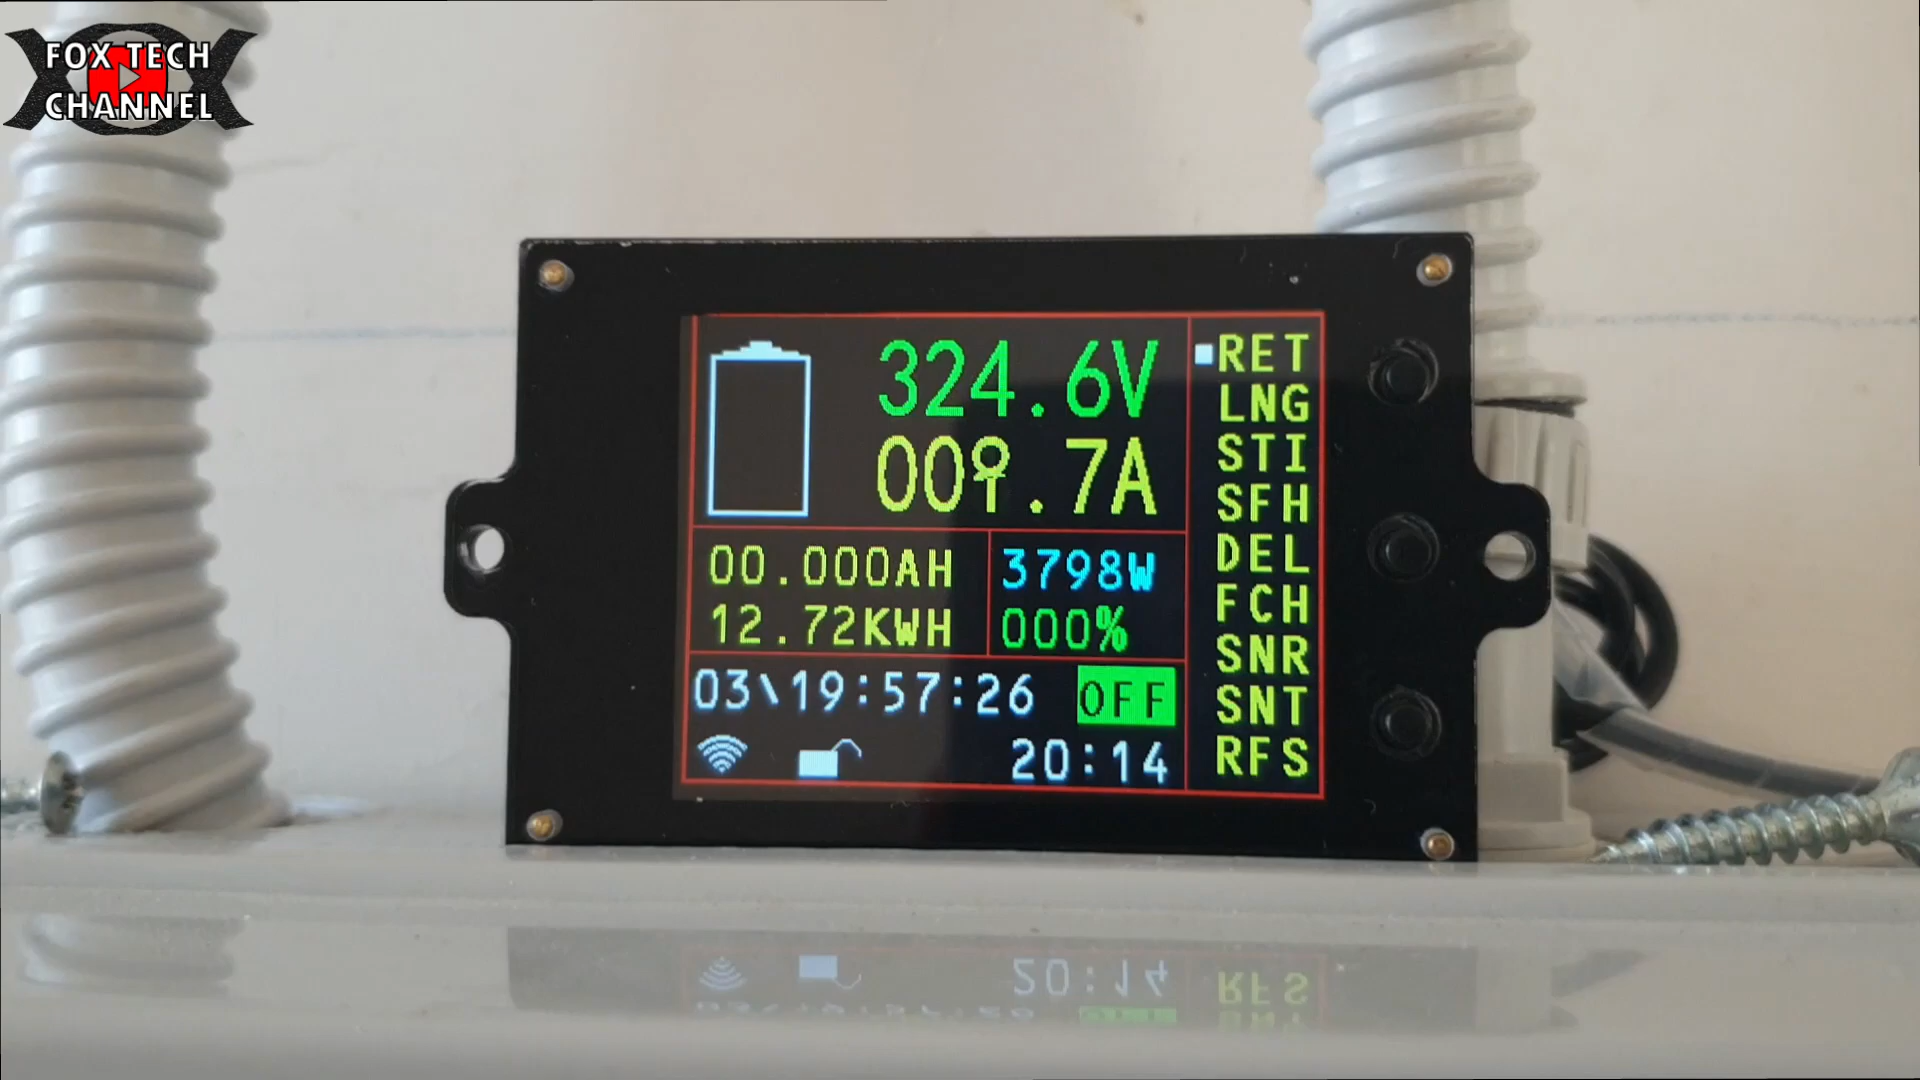 FOX TECH
CHANNEL
324.6V
00 .7A
00.000AH
12.72KWH
3798W
000%
03\19:57:26
OFF
20:14
RET
LNG
STI
SFH
DEL
FCH
SNR
SNT
RFS